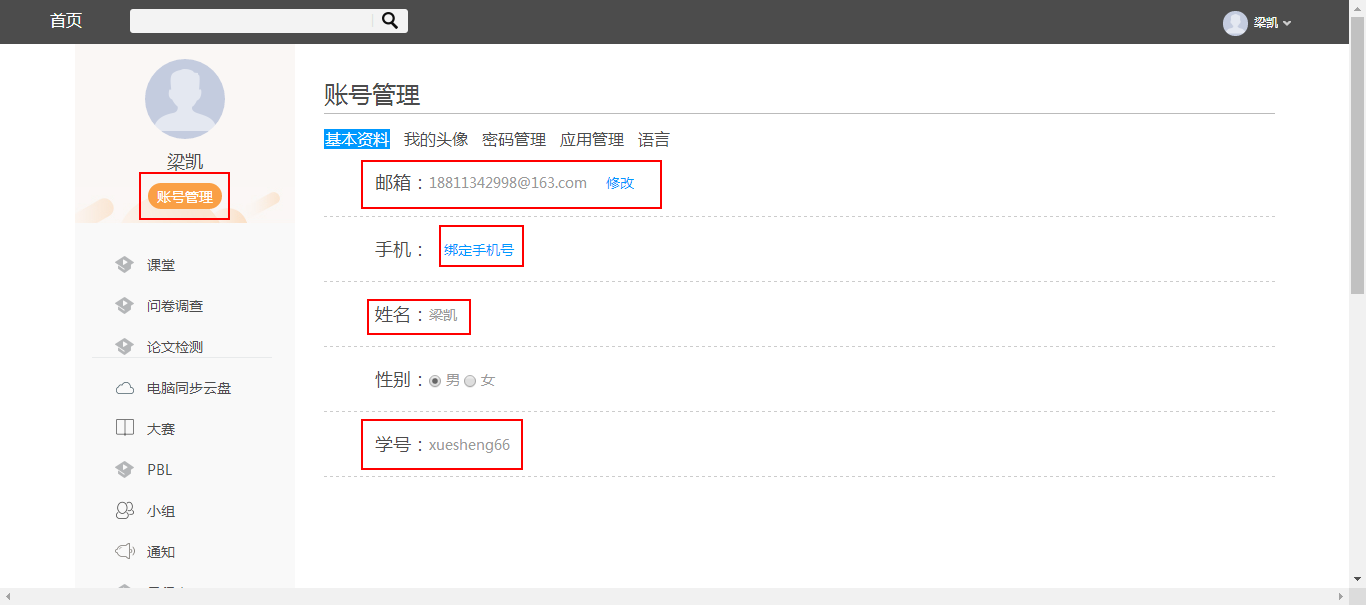 首页
梁凯
梁凯
账号管理
课堂
问卷调查
论文检测
电脑同步云盘
大赛
PBL
小组
通知
账号管理
基本资料 我的头像 密码管理 应用管理 语言
邮箱：18811342998@163.com 修改
手机： 绑定手机号
姓名：梁凯
性别：男 女
学号：xuesheng66